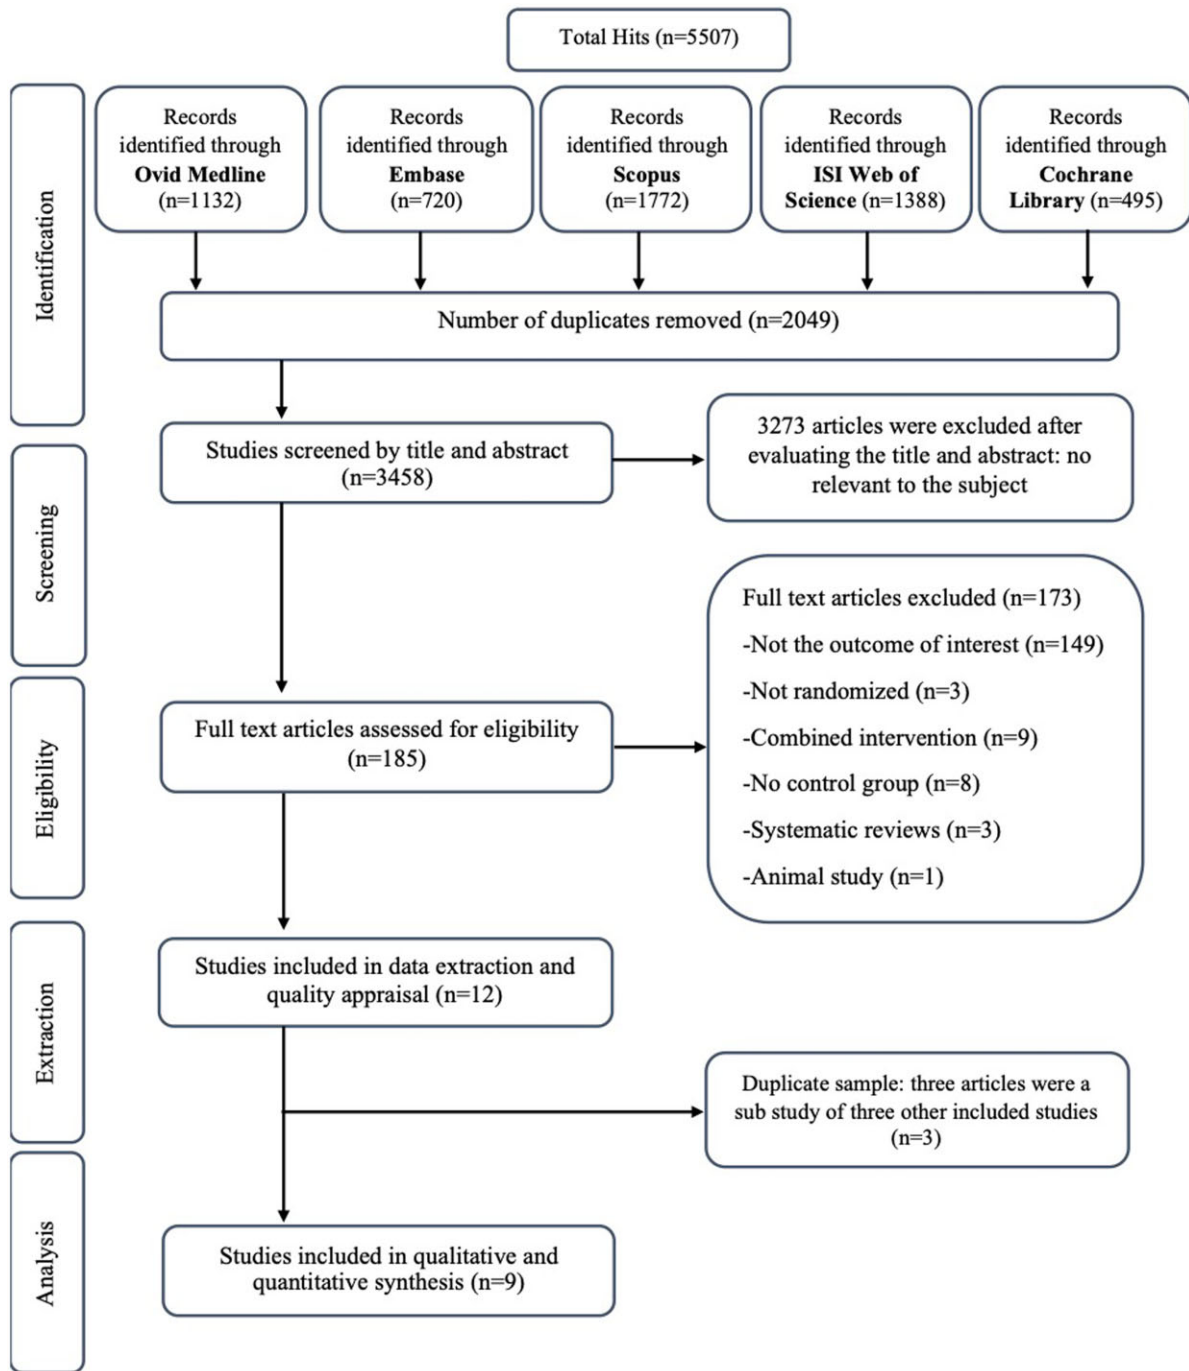 Total Hits (n=5507)
Identification
Records
identified through
Ovid Medline
(n=1132)
Records
identified through
Embase
(n=720)
Records
identified through
Scopus
(n=1772)
Records
identified through
ISI Web of
Science (n=1388)
Records
identified through
Cochrane
Library (n=495)
Number of duplicates removed (n=2049)
Screening
Studies screened by title and abstract
(n=3458)
3273 articles were excluded after
evaluating the title and abstract: no
relevant to the subject
Eligibility
Full text articles assessed for eligibility
(n=185)
Full text articles excluded (n=173)
-Not the outcome of interest (n=149)
-Not randomized (n=3)
-Combined intervention (n=9)
-No control group (n=8)
-Systematic reviews (n=3)
-Animal study (n=1)
Extraction
Studies included in data extraction and
quality appraisal (n=12)
Duplicate sample: three articles were a
sub study of three other included studies
(n=3)
Analysis
Studies included in qualitative and
quantitative synthesis (n=9)